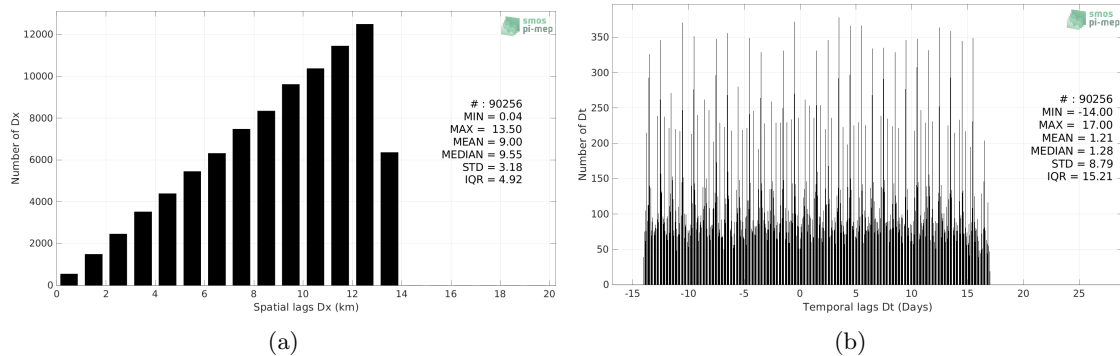 smos
pi-mep
12000
10000
8000
6000
4000
2000
0
Number of Dx
# : 90256
MIN = 0.04
MAX = 13.50
MEAN = 9.00
MEDIAN = 9.55
STD = 3.18
IQR = 4.92
0 2 4 6 8 10 12 14 16 18 20
Spatial lags Dx (km)
(a)
smos
pi-mep
350
300
250
200
150
100
50
0
Number of Dt
# : 90256
MIN = -14.00
MAX = 17.00
MEAN = 1.21
MEDIAN = 1.28
STD = 8.79
IQR = 15.21
-15 -10 -5 0 5 10 15 20 25
Temporal lags Dt (Days)
(b)